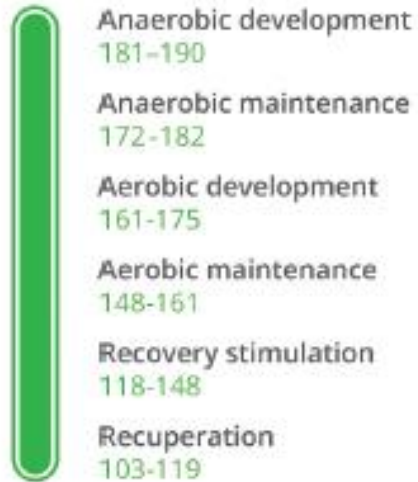 Anaerobic development
181–190
Anaerobic maintenance
172-182
Aerobic development
161-175
Aerobic maintenance
148-161
Recovery stimulation
118-148
Recuperation
103-119